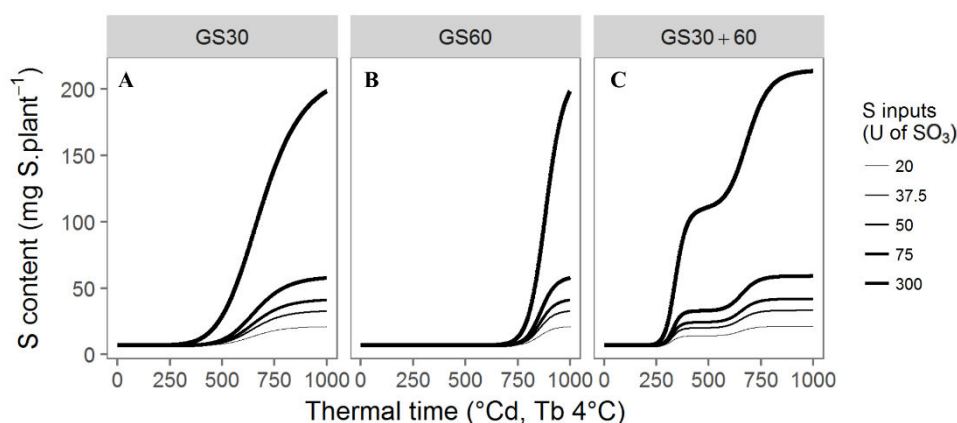 GS30 GS60 GS30 + 60
A B C
S content (mg S.plant⁻¹)
200
150
100
50
0
0 250 500 750 1000 0 250 500 750 1000 0 250 500 750 1000
Thermal time (°Cd, Tb 4°C)
S inputs
(U of SO₃)
20
37.5
50
75
300